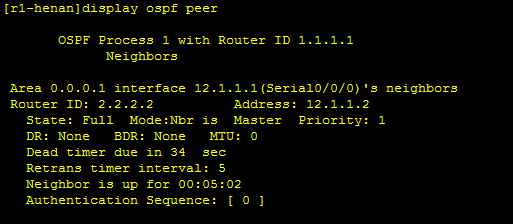 [r1-henan]display ospf peer
OSPF Process 1 with Router ID 1.1.1.1
Neighbors
Area 0.0.0.1 interface 12.1.1.1(Serial0/0/0)'s neighbors
Router ID: 2.2.2.2 Address: 12.1.1.2
State: Full Mode:Nbr is Master Priority: 1
DR: None BDR: None MTU: 0
Dead timer due in 34 sec
Retrans timer interval: 5
Neighbor is up for 00:05:02
Authentication Sequence: [ 0 ]